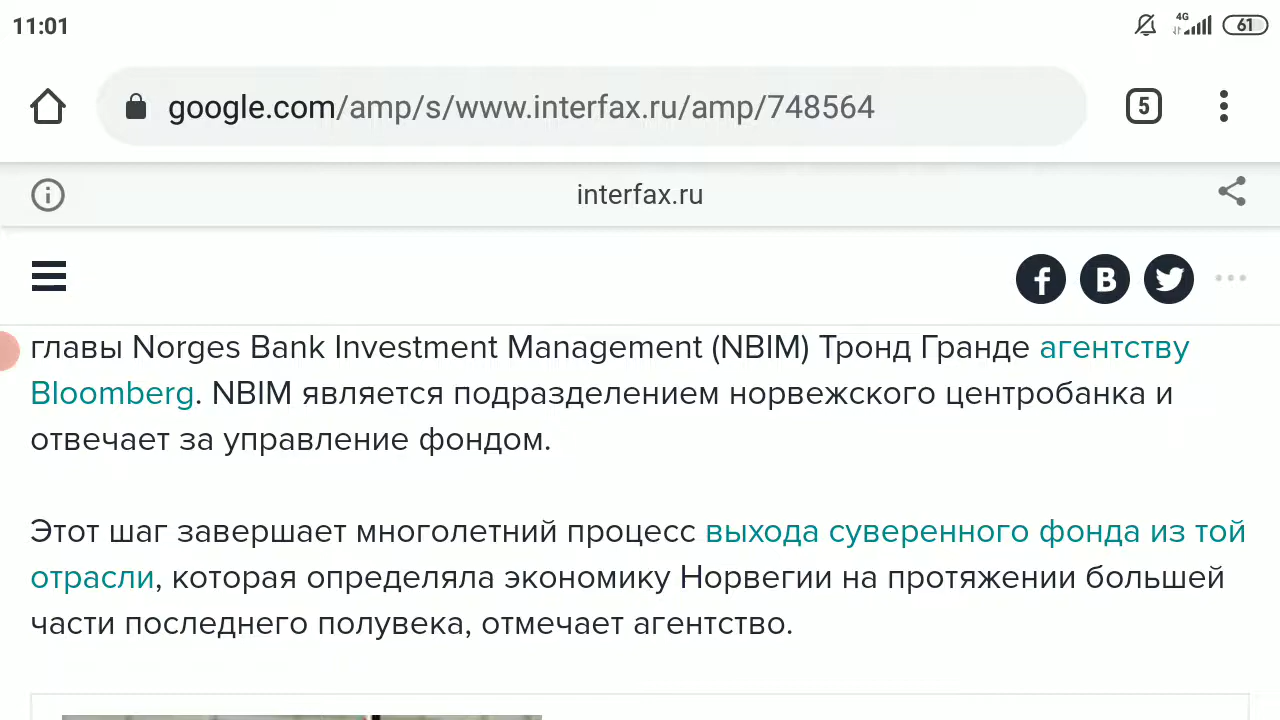 11:01
4G
61
google.com/amp/s/www.interfax.ru/amp/748564
5
interfax.ru
главы Norges Bank Investment Management (NBIM) Тронд Гранде агентству
Bloomberg. NBIM является подразделением норвежского центробанка и
отвечает за управление фондом.
Этот шаг завершает многолетний процесс выхода суверенного фонда из той
отрасли, которая определяла экономику Норвегии на протяжении большей
части последнего полувека, отмечает агентство.